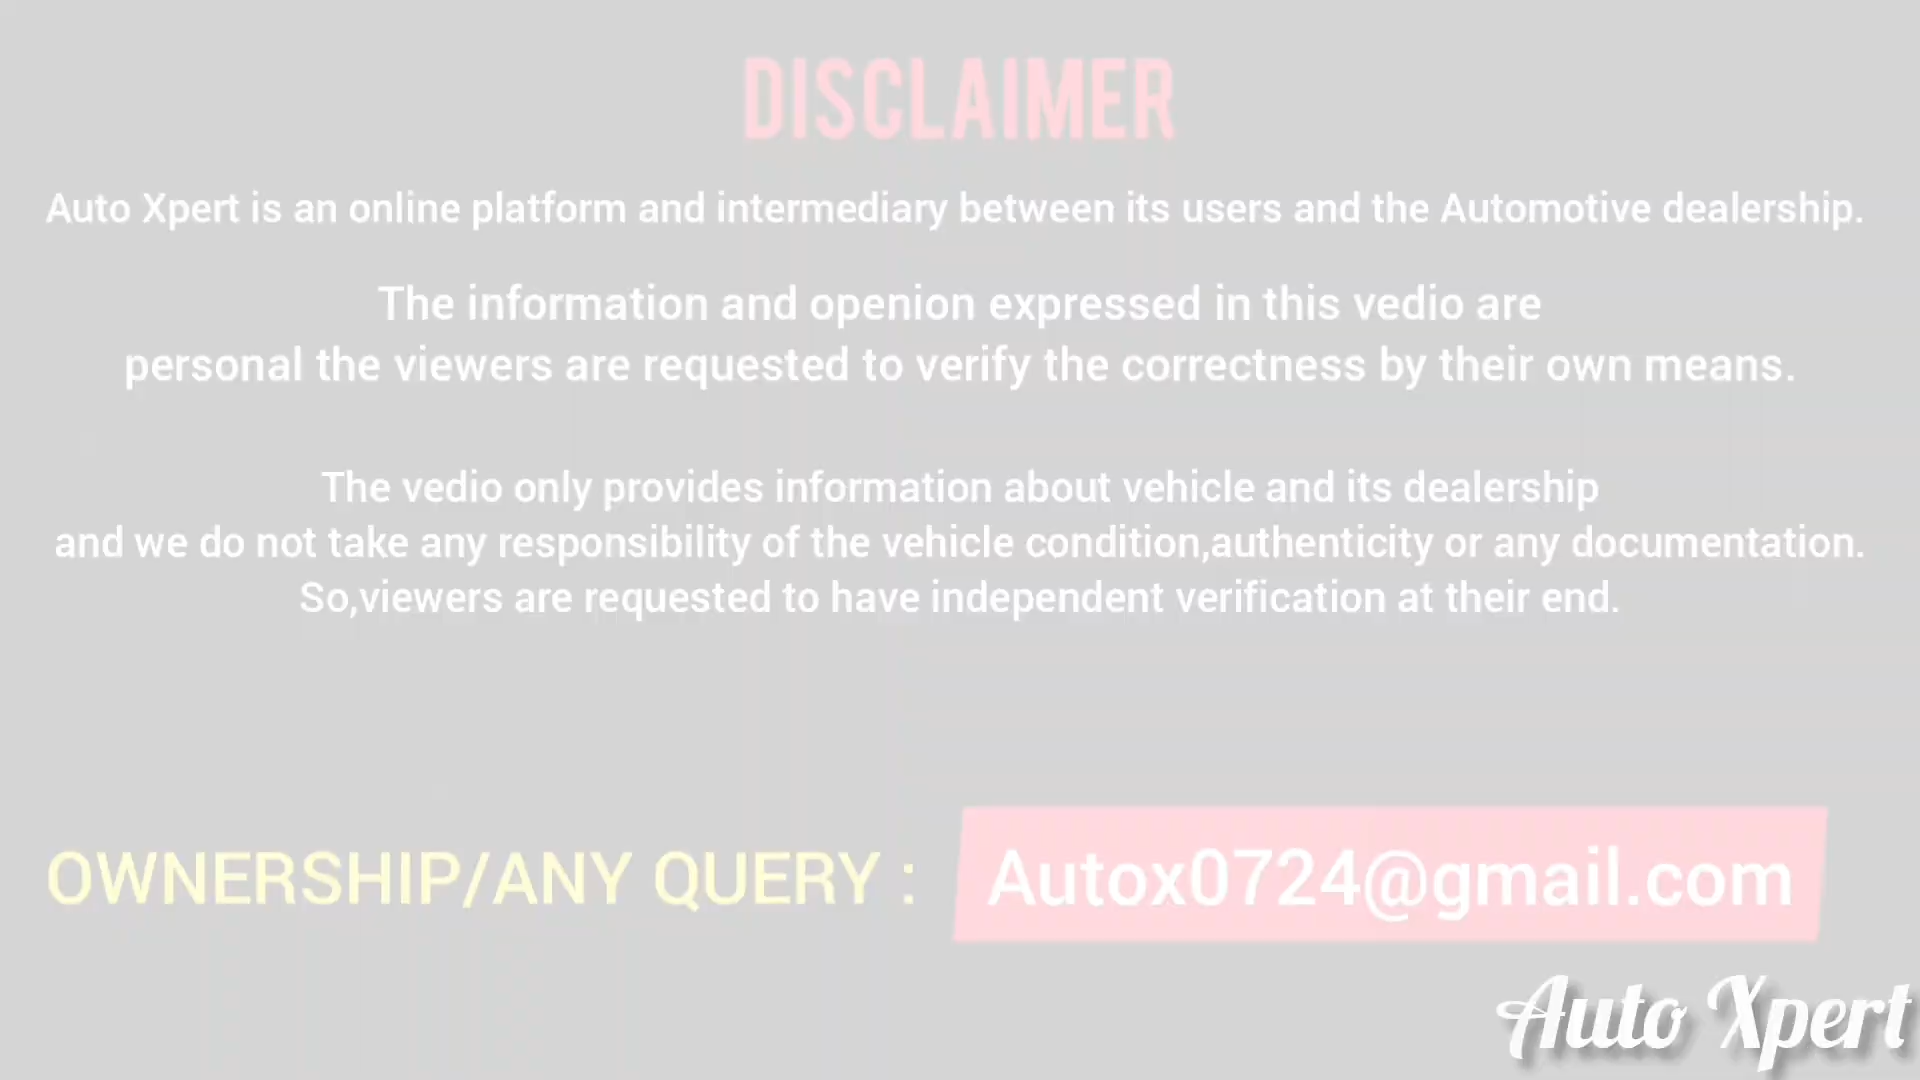 DISCLAIMER
Auto Xpert is an online platform and intermediary between its users and the Automotive dealership.
The information and openion expressed in this vedio are
personal the viewers are requested to verify the correctness by their own means.
The vedio only provides information about vehicle and its dealership
and we do not take any responsibility of the vehicle condition,authenticity or any documentation.
So,viewers are requested to have independent verification at their end.
OWNERSHIP/ANY QUERY : Autox0724@gmail.com
Auto Xpert